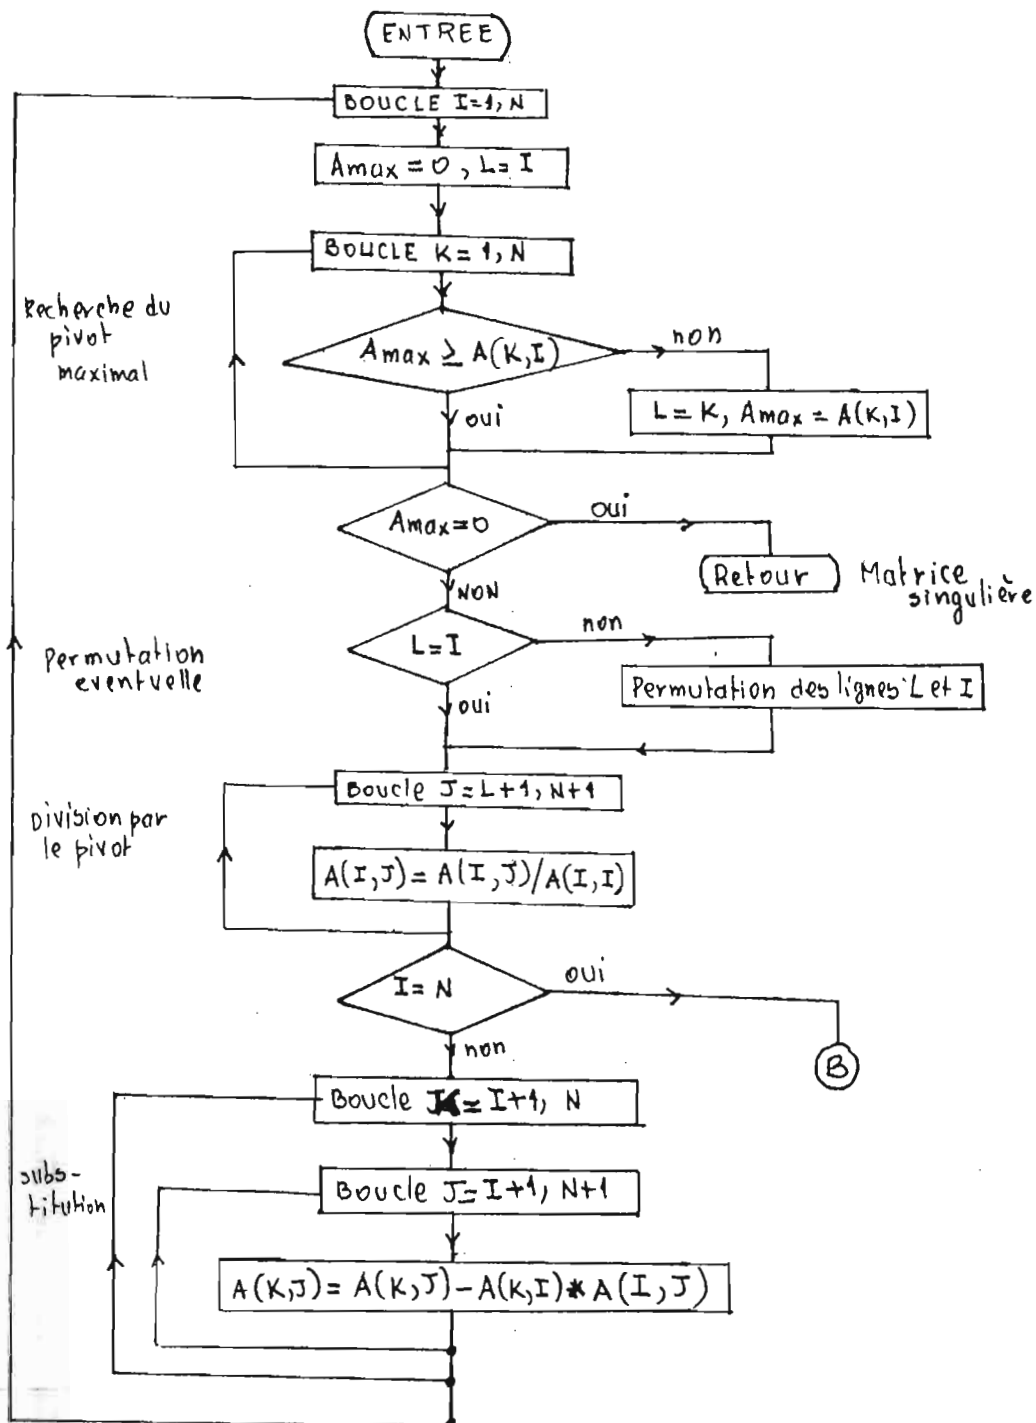 ENTREE
BOUCLE I=1, N
Amax = 0 , L= I
BOUCLE K= 1, N
Recherche du
pivot
maximal
Amax ≥ A(K,I)
non
L = K, Amax = A(K,I)
oui
Amax=0
oui
(Retour) Matrice
singulière
NON
L=I
non
Permutation
eventuelle
Permutation des lignes L et I
oui
Boucle J=L+1, N+1
Division par
le pivot
A(I,J)= A(I,J)/A(I,I)
I= N
oui
B
non
Boucle K= I+1, N
subs-
titution
Boucle J=I+1, N+1
A(K,J)= A(K,J)-A(K,I)* A(I,J)